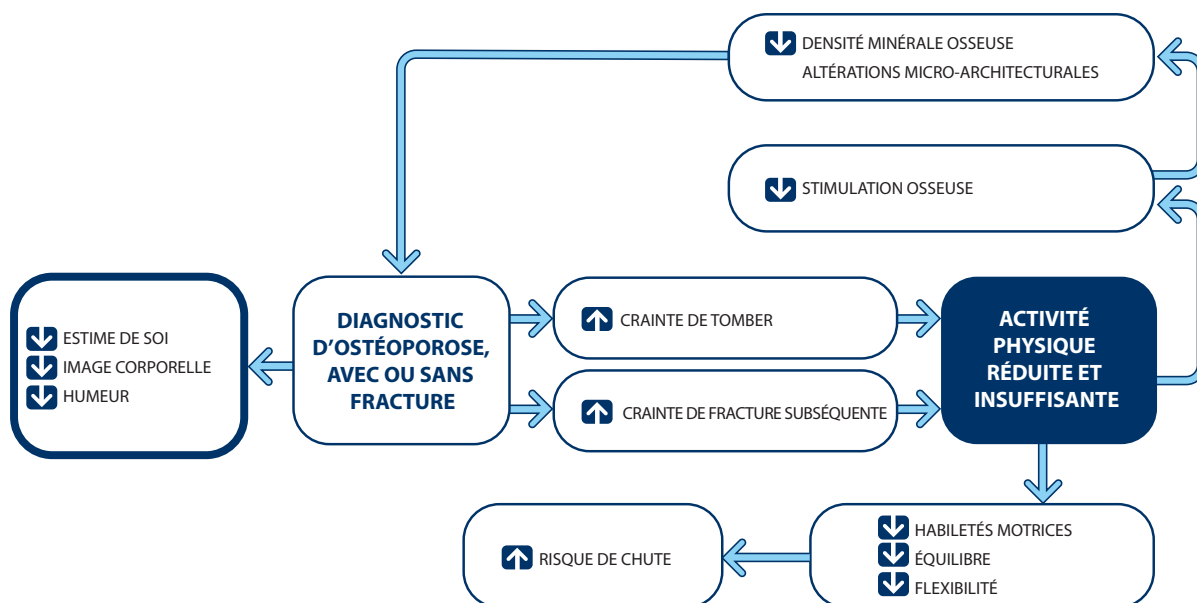 DENSITÉ MINÉRALE OSSEUSE
ALTÉRATIONS MICRO-ARCHITECTURALES
STIMULATION OSSEUSE
ESTIME DE SOI
IMAGE CORPORELLE
HUMEUR
DIAGNOSTIC
D’OSTÉOPOROSE,
AVEC OU SANS
FRACTURE
CRAINTE DE TOMBER
CRAINTE DE FRACTURE SUBSÉQUENTE
ACTIVITÉ
PHYSIQUE
RÉDUITE ET
INSUFFISANTE
RISQUE DE CHUTE
HABILETÉS MOTRICES
ÉQUILIBRE
FLEXIBILITÉ